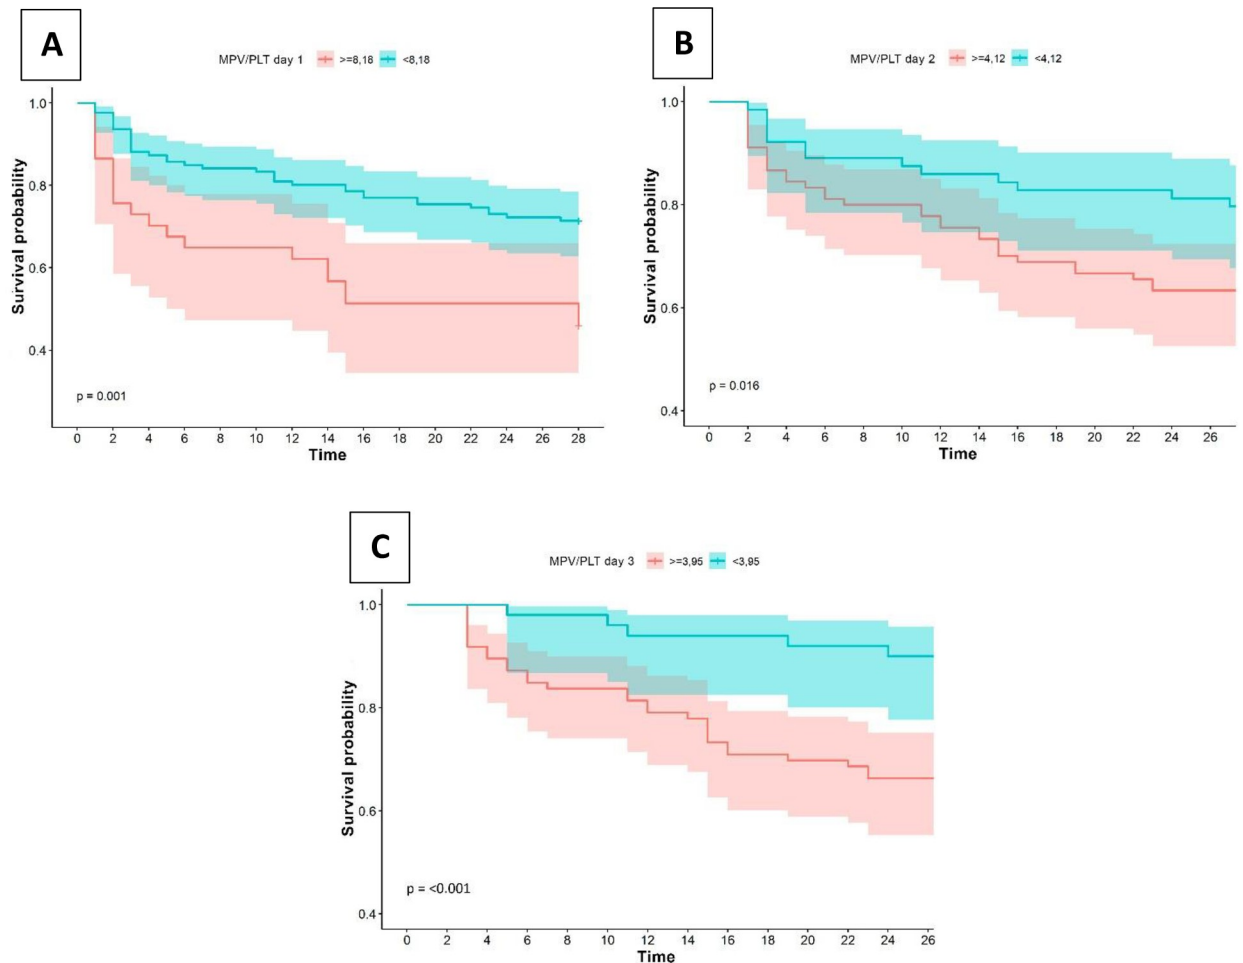 A
MPV/PLT day 1 >=8,18 <8,18
1.0
0.8
0.6
0.4
Survival probability
p = 0.001
0 2 4 6 8 10 12 14 16 18 20 22 24 26 28
Time
B
MPV/PLT day 2 >=4,12 <4,12
1.0
0.8
0.6
0.4
Survival probability
p = 0.016
0 2 4 6 8 10 12 14 16 18 20 22 24 26
Time
C
MPV/PLT day 3 >=3,95 <3,95
1.0
0.8
0.6
0.4
Survival probability
p = <0.001
0 2 4 6 8 10 12 14 16 18 20 22 24 26
Time